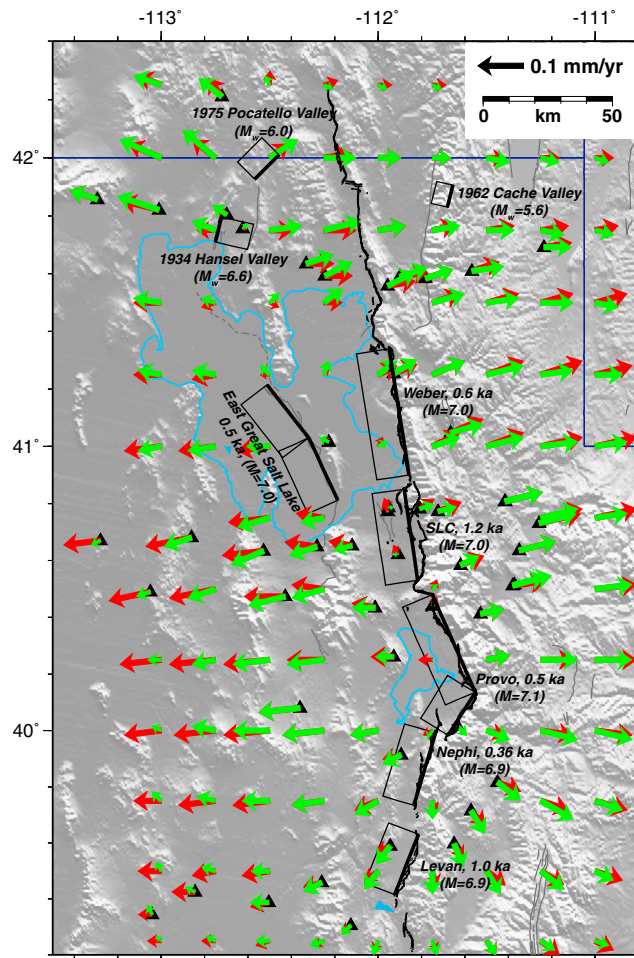 -113° -112° -111°
0.1 mm/yr
0 km 50
1975 Pocatello Valley
(Mw=6.0)
42°
1962 Cache Valley
(Mw=5.6)
1934 Hansel Valley
(Mw=6.6)
Weber, 0.6 ka
(M=7.0)
East Great Salt Lake
0.5 ka, (M=7.0)
41°
SLC, 1.2 ka
(M=7.0)
Provo, 0.5 ka
(M=7.1)
40°
Nephi, 0.36 ka
(M=6.9)
Levan, 1.0 ka
(M=6.9)